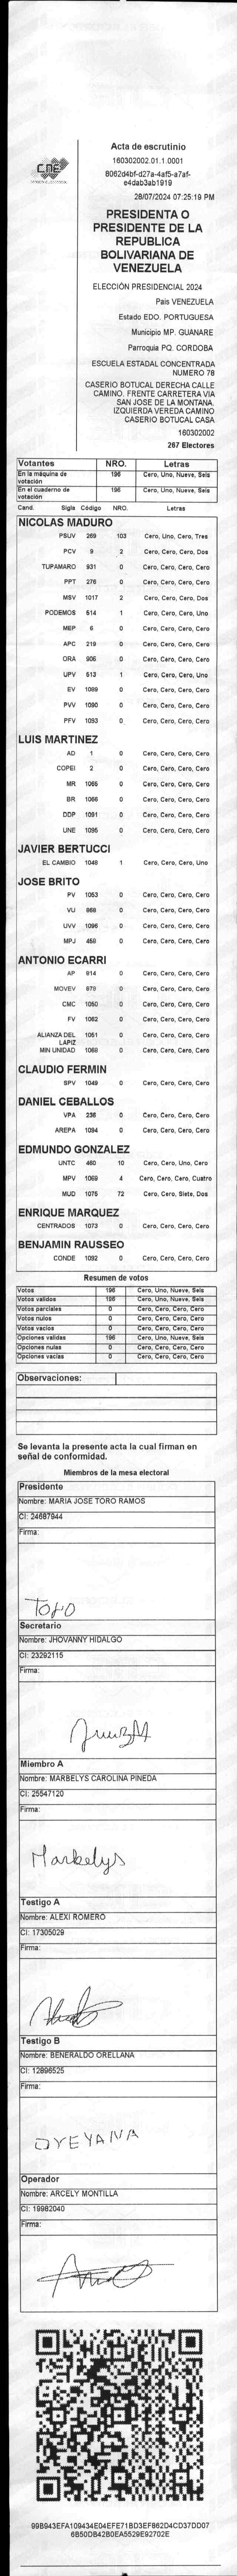 CNE
Acta de escrutinio
160302002.01.1.0001
8062d4bf-d27a-4af5-a7af-
e4dab3ab1919
28/07/2024 07:25:19 PM
PRESIDENTA O
PRESIDENTE DE LA
REPUBLICA
BOLIVARIANA DE
VENEZUELA
ELECCIÓN PRESIDENCIAL 2024
País VENEZUELA
Estado EDO. PORTUGUESA
Municipio MP. GUANARE
Parroquia PQ. CORDOBA
ESCUELA ESTADAL CONCENTRADA
NUMERO 78
CASERIO BOTUCAL DERECHA CALLE
CAMINO. FRENTE CARRETERA VIA
SAN JOSE DE LA MONTANA.
IZQUIERDA VEREDA CAMINO
CASERIO BOTUCAL CASA
160302002
267 Electores
Votantes NRO. Letras
En la máquina de votación 196 Cero, Uno, Nueve, Seis
En el cuaderno de votación 196 Cero, Uno, Nueve, Seis
Cand. Sigla Código NRO. Letras
NICOLAS MADURO
PSUV 269 103 Cero, Uno, Cero, Tres
PCV 9 2 Cero, Cero, Cero, Dos
TUPAMARO 931 0 Cero, Cero, Cero, Cero
PPT 276 0 Cero, Cero, Cero, Cero
MSV 1017 2 Cero, Cero, Cero, Dos
PODEMOS 514 1 Cero, Cero, Cero, Uno
MEP 6 0 Cero, Cero, Cero, Cero
APC 219 0 Cero, Cero, Cero, Cero
ORA 906 0 Cero, Cero, Cero, Cero
UPV 513 1 Cero, Cero, Cero, Uno
EV 1089 0 Cero, Cero, Cero, Cero
PVV 1090 0 Cero, Cero, Cero, Cero
PFV 1093 0 Cero, Cero, Cero, Cero
LUIS MARTINEZ
AD 1 0 Cero, Cero, Cero, Cero
COPEI 2 0 Cero, Cero, Cero, Cero
MR 1065 0 Cero, Cero, Cero, Cero
BR 1066 0 Cero, Cero, Cero, Cero
DDP 1091 0 Cero, Cero, Cero, Cero
UNE 1095 0 Cero, Cero, Cero, Cero
JAVIER BERTUCCI
EL CAMBIO 1048 1 Cero, Cero, Cero, Uno
JOSE BRITO
PV 1053 0 Cero, Cero, Cero, Cero
VU 868 0 Cero, Cero, Cero, Cero
UVV 1096 0 Cero, Cero, Cero, Cero
MPJ 458 0 Cero, Cero, Cero, Cero
ANTONIO ECARRI
AP 814 0 Cero, Cero, Cero, Cero
MOVEV 878 0 Cero, Cero, Cero, Cero
CMC 1050 0 Cero, Cero, Cero, Cero
FV 1062 0 Cero, Cero, Cero, Cero
ALIANZA DEL LAPIZ 1051 0 Cero, Cero, Cero, Cero
MIN UNIDAD 1068 0 Cero, Cero, Cero, Cero
CLAUDIO FERMIN
SPV 1049 0 Cero, Cero, Cero, Cero
DANIEL CEBALLOS
VPA 236 0 Cero, Cero, Cero, Cero
AREPA 1094 0 Cero, Cero, Cero, Cero
EDMUNDO GONZALEZ
UNTC 460 10 Cero, Cero, Uno, Cero
MPV 1069 4 Cero, Cero, Cero, Cuatro
MUD 1075 72 Cero, Cero, Siete, Dos
ENRIQUE MARQUEZ
CENTRADOS 1073 0 Cero, Cero, Cero, Cero
BENJAMIN RAUSSEO
CONDE 1092 0 Cero, Cero, Cero, Cero
Resumen de votos
Votos 196 Cero, Uno, Nueve, Seis
Votos validos 196 Cero, Uno, Nueve, Seis
Votos parciales 0 Cero, Cero, Cero, Cero
Votos nulos 0 Cero, Cero, Cero, Cero
Votos vacios 0 Cero, Cero, Cero, Cero
Opciones validas 196 Cero, Uno, Nueve, Seis
Opciones nulas 0 Cero, Cero, Cero, Cero
Opciones vacias 0 Cero, Cero, Cero, Cero
Observaciones:
Se levanta la presente acta la cual firman en
señal de conformidad.
Miembros de la mesa electoral
Presidente
Nombre: MARIA JOSE TORO RAMOS
CI: 24687944
Firma:
Toro
Secretario
Nombre: JHOVANNY HIDALGO
CI: 23292115
Firma:
Miembro A
Nombre: MARBELYS CAROLINA PINEDA
CI: 25547120
Firma:
Marbelys
Testigo A
Nombre: ALEXI ROMERO
CI: 17305029
Firma:
Testigo B
Nombre: BENERALDO ORELLANA
CI: 12896525
Firma:
OYEYANA
Operador
Nombre: ARCELY MONTILLA
CI: 19982040
Firma:
99B943EFA109434E04EFE71BD3EF862D4CD37DD07
6B50DB42B0EA5529E92702E